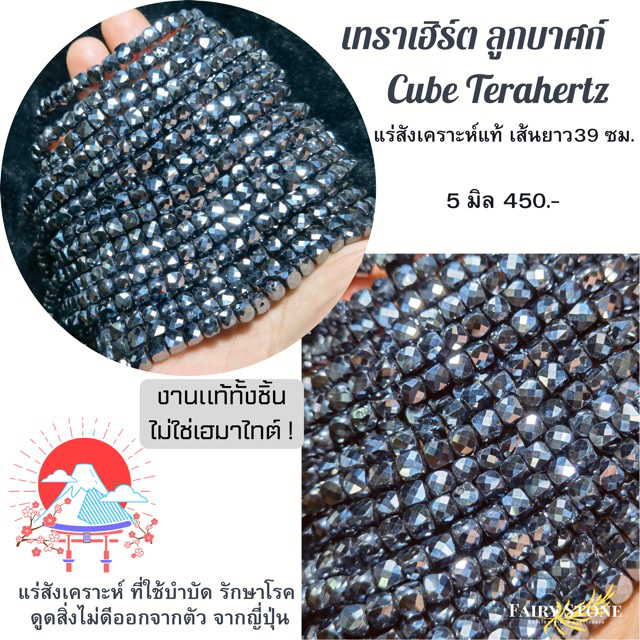 เทราเฮิร์ต ลูกบาศก์
Cube Terahertz
แร่สังเคราะห์แท้ เส้นยาว39 ซม.
5 มิล 450.-
งานแท้ทั้งชิ้น
ไม่ใช่เฮมาไทต์ !
แร่สังเคราะห์ ที่ใช้บำบัด รักษาโรค
ดูดสิ่งไม่ดีออกจากตัว จากญี่ปุ่น
FAIRY STONE